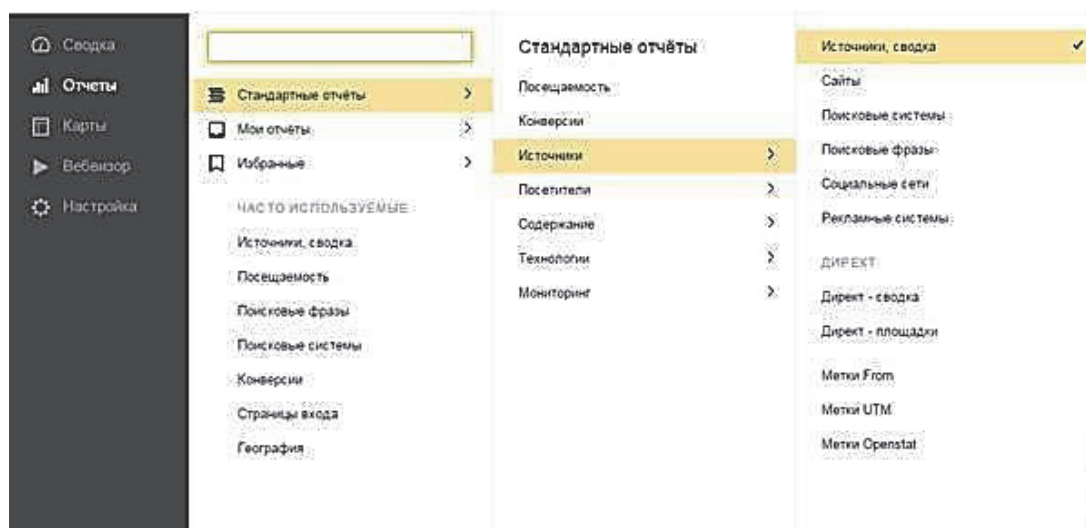 Сводка
Отчеты
Карты
Вебвизор
Настройка
Стандартные отчёты
Мои отчёты
Избранные
ЧАСТО ИСПОЛЬЗУЕМЫЕ
Источники, сводка
Посещаемость
Поисковые фразы
Поисковые системы
Конверсии
Страницы входа
География
Стандартные отчёты
Посещаемость
Конверсии
Источники
Посетители
Содержание
Технологии
Мониторинг
Источники, сводка
Сайты
Поисковые системы
Поисковые фразы
Социальные сети
Рекламные системы
ДИРЕКТ
Директ - сводка
Директ - площадки
Метки From
Метки UTM
Метки Openstat